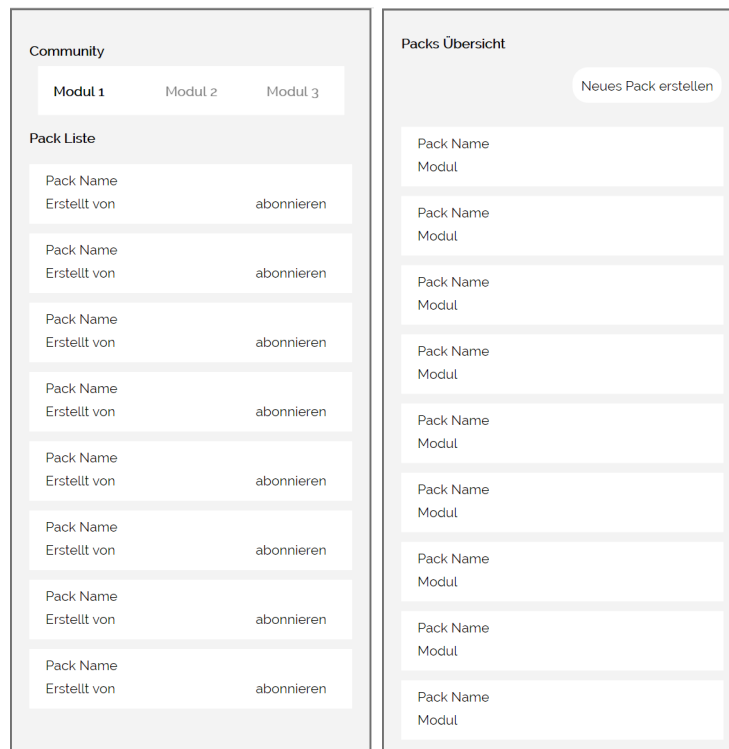 Community
Modul 1 Modul 2 Modul 3
Pack Liste
Pack Name
Erstellt von abonnieren
Pack Name
Erstellt von abonnieren
Pack Name
Erstellt von abonnieren
Pack Name
Erstellt von abonnieren
Pack Name
Erstellt von abonnieren
Pack Name
Erstellt von abonnieren
Pack Name
Erstellt von abonnieren
Pack Name
Erstellt von abonnieren
Packs Übersicht
Neues Pack erstellen
Pack Name
Modul
Pack Name
Modul
Pack Name
Modul
Pack Name
Modul
Pack Name
Modul
Pack Name
Modul
Pack Name
Modul
Pack Name
Modul
Pack Name
Modul